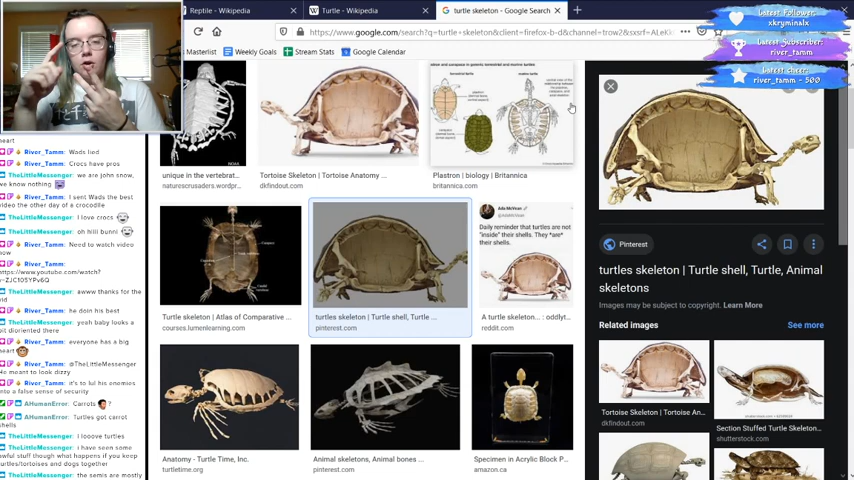 Reptile - Wikipedia
Turtle - Wikipedia
turtle skeleton - Google Search
https://www.google.com/search?q=turtle+skeleton&client=firefox-b-d&channel=trow2&sxsrf=ALeK
Masterlist
Weekly Goals
Stream Stats
Google Calendar
Latest Follower:
xkryminalx
Latest Subscriber:
river_tamm
Latest cheer:
river_tamm - 500
heart
River_Tamm: Wads lied
River_Tamm: Crocs have pros
TheLittleMessenger: we are john snow,
we know nothing
River_Tamm: I sent Wads the best
video the other day of a crocodile
TheLittleMessenger: I love crocs
TheLittleMessenger: oh hiii bunni
River_Tamm: Need to watch video
now
River_Tamm:
TheLittleMessenger: awww thanks for the
vid
River_Tamm: he doin his best
TheLittleMessenger: yeah baby looks a
bit disoriented there
River_Tamm: everyone has a big
heart
River_Tamm: @TheLittleMessenger
He meant to look dizzy
River_Tamm: it's to lul his enemies
into a false sense of security
AHumanError: Carrots ?
AHumanError: Turtles got carrot
shells
TheLittleMessenger: I looove turtles
TheLittleMessenger: i have seen some
awful stuff though what happens if you keep
turtles/tortoises and dogs together
TheLittleMessenger: the semis are mostly
unique in the vertebrat...
naturescrusaders.wordpr...
Tortoise Skeleton | Tortoise Anatomy ...
dkfindout.com
Plastron | biology | Britannica
britannica.com
Turtle skeleton | Atlas of Comparative ...
courses.lumenlearning.com
turtles skeleton | Turtle shell, Turtle ...
pinterest.com
Daily reminder that turtles are not
"inside" their shells. They *are*
their shells.
A turtle skeleton... : oddlyt...
reddit.com
Anatomy - Turtle Time, Inc.
turtletime.org
Animal skeletons, Animal bones ...
pinterest.com
Specimen in Acrylic Block P...
amazon.ca
Pinterest
turtles skeleton | Turtle shell, Turtle, Animal
skeletons
Images may be subject to copyright. Learn More
Related images
See more
Tortoise Skeleton | Tortoise An...
dkfindout.com
Section Stuffed Turtle Skeleton...
shutterstock.com